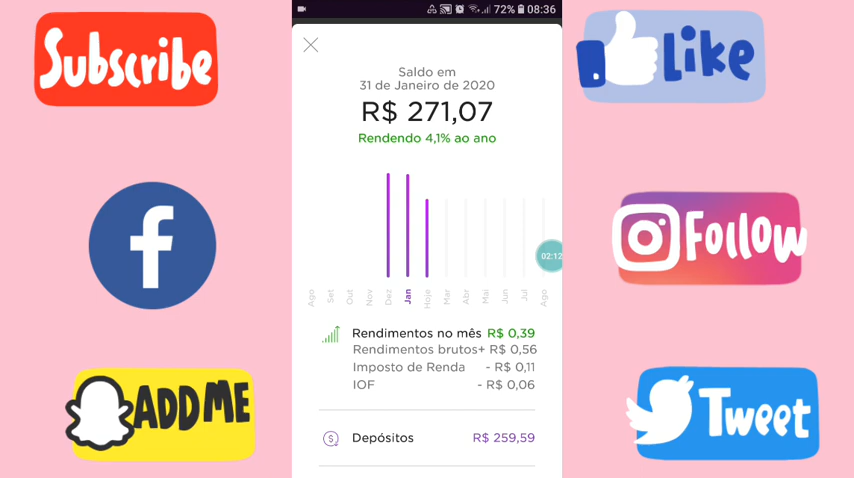 72% 08:36
Subscribe
Like
Saldo em
31 de Janeiro de 2020
R$ 271,07
Rendendo 4,1% ao ano
f
Follow
02:12
Ago Set Out Nov Dez Jan Hoje Mar Abr Mai Jun Jul Ago
Rendimentos no mês R$ 0,39
Rendimentos brutos+ R$ 0,56
Imposto de Renda - R$ 0,11
IOF - R$ 0,06
ADD ME
Tweet
Depósitos R$ 259,59